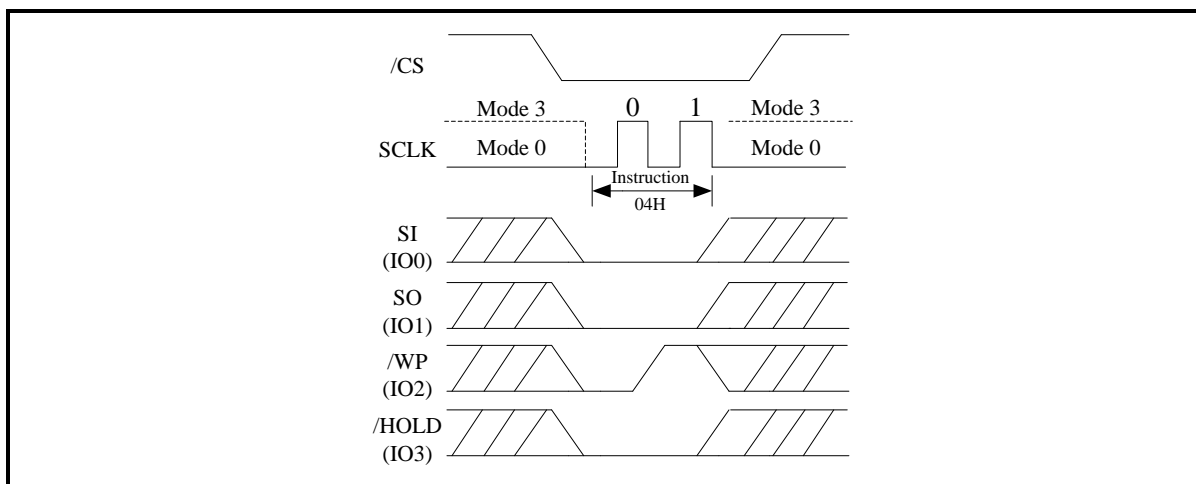 /CS
Mode 3 0 1 Mode 3
SCLK Mode 0 Mode 0
Instruction
04H
SI
(IO0)
SO
(IO1)
/WP
(IO2)
/HOLD
(IO3)